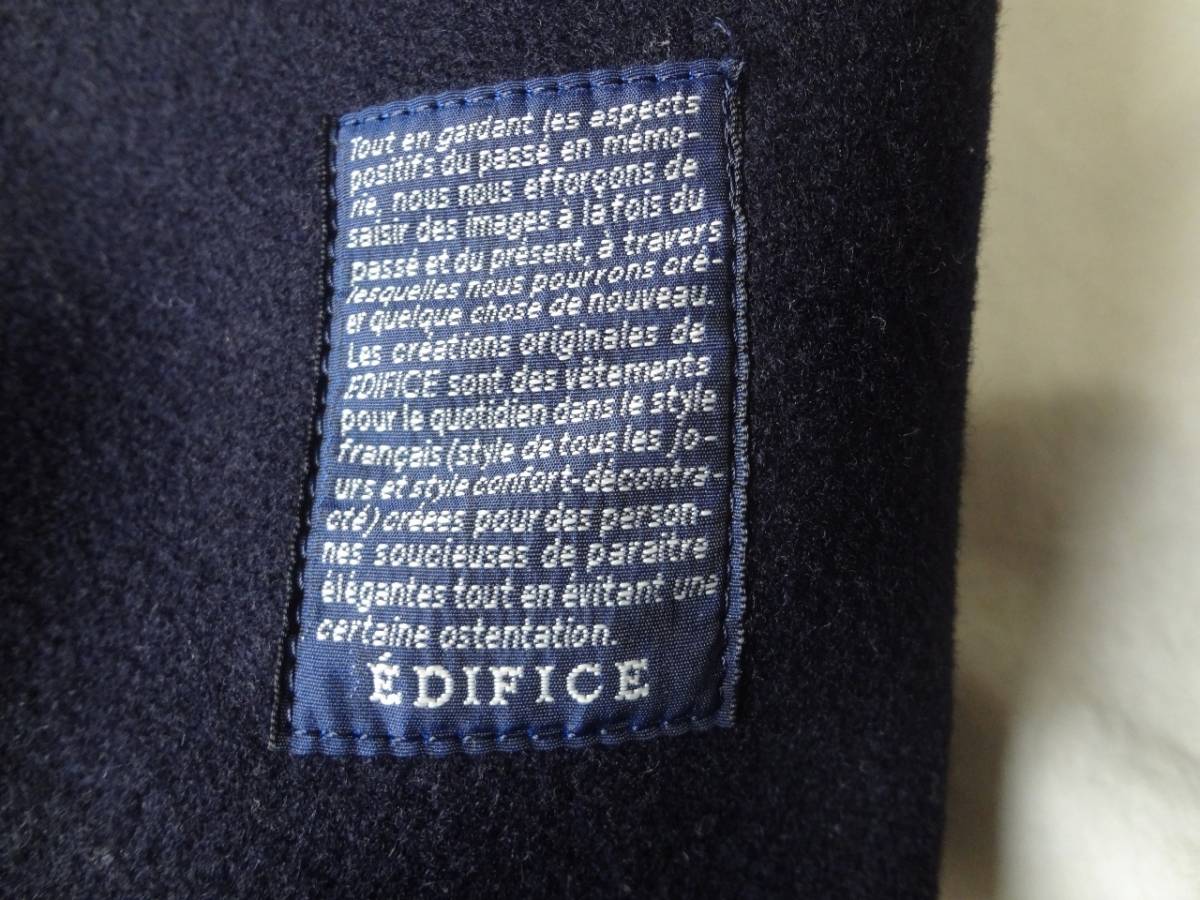 Tout en gardant les aspects
positifs du passé en mémo-
rie, nous nous efforçons de
saisir des images à la fois du
passé et du présent, à travers
lesquelles nous pourrons cré-
er quelque chose de nouveau.
Les créations originales de
EDIFICE sont des vêtements
pour le quotidien dans le style
français (style de tous les jo-
urs et style confort-décontra-
cté) créées pour des person-
nes soucieuses de paraître
élégantes tout en évitant une
certaine ostentation.
ÉDIFICE